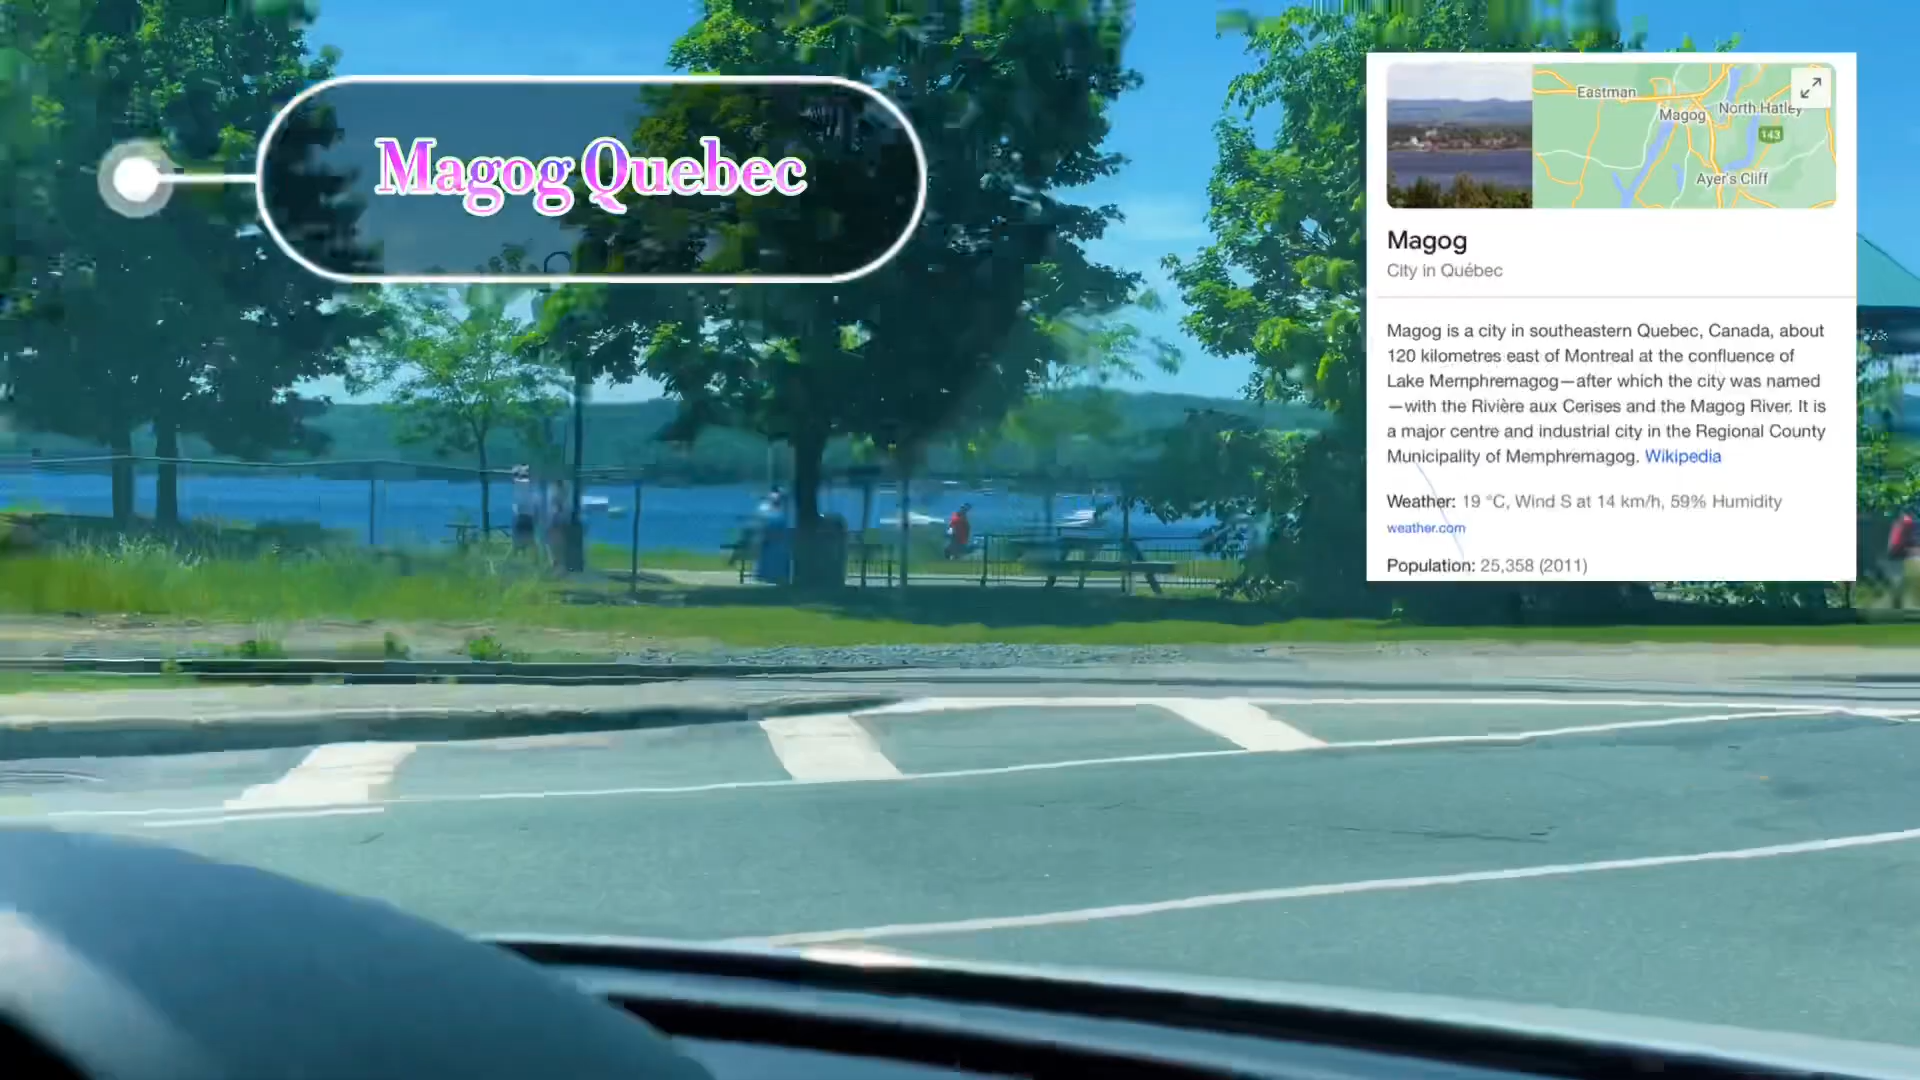 Magog Quebec
Eastman
Magog
North Hatley
143
Ayer's Cliff
Magog
City in Québec
Magog is a city in southeastern Quebec, Canada, about
120 kilometres east of Montreal at the confluence of
Lake Memphremagog—after which the city was named
—with the Rivière aux Cerises and the Magog River. It is
a major centre and industrial city in the Regional County
Municipality of Memphremagog. Wikipedia
Weather: 19 °C, Wind S at 14 km/h, 59% Humidity
weather.com
Population: 25,358 (2011)